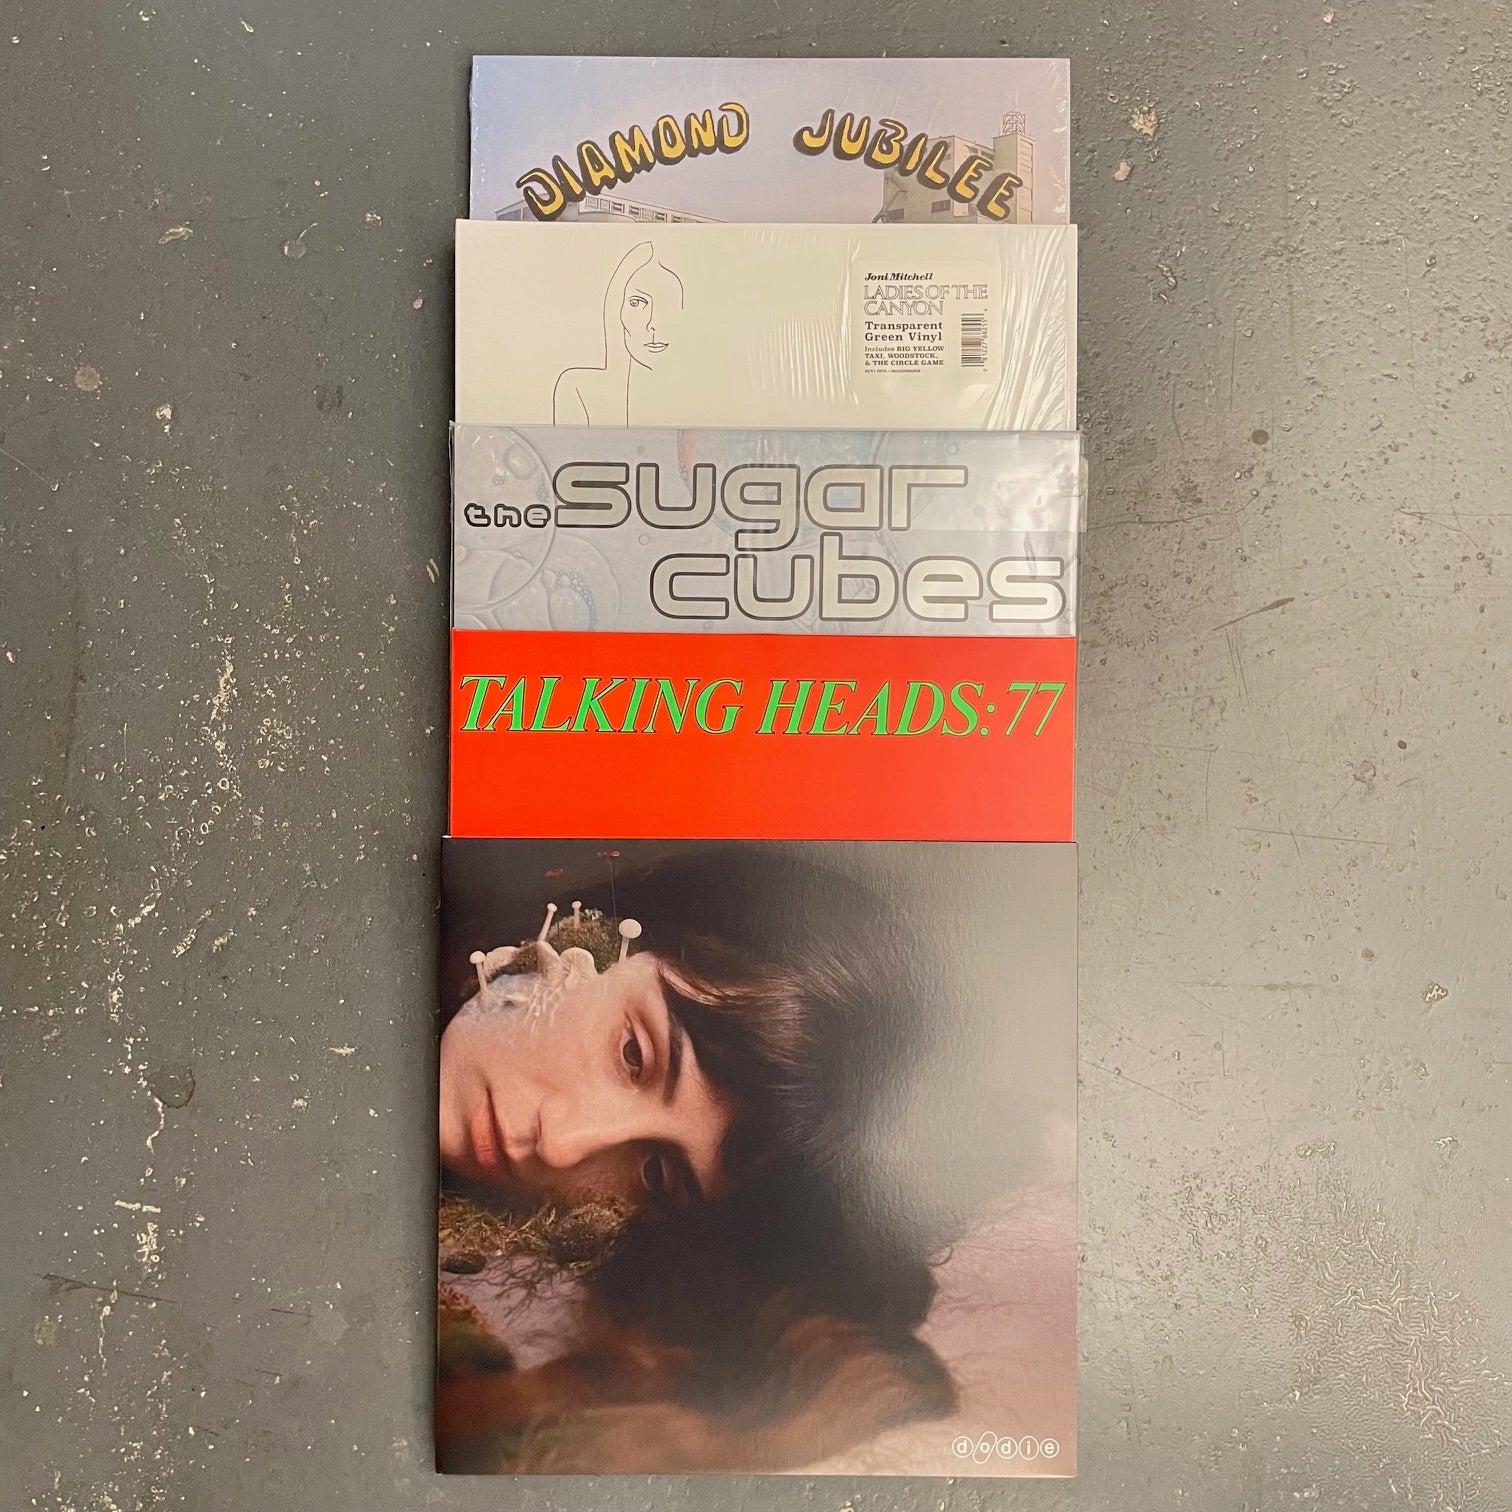 DIAMOND JUBILEE
Joni Mitchell
LADIES OF THE
CANYON
Transparent
Green Vinyl
Includes BIG YELLOW
TAXI, WOODSTOCK,
& THE CIRCLE GAME
the sugar
cubes
TALKING HEADS: 77
dodie